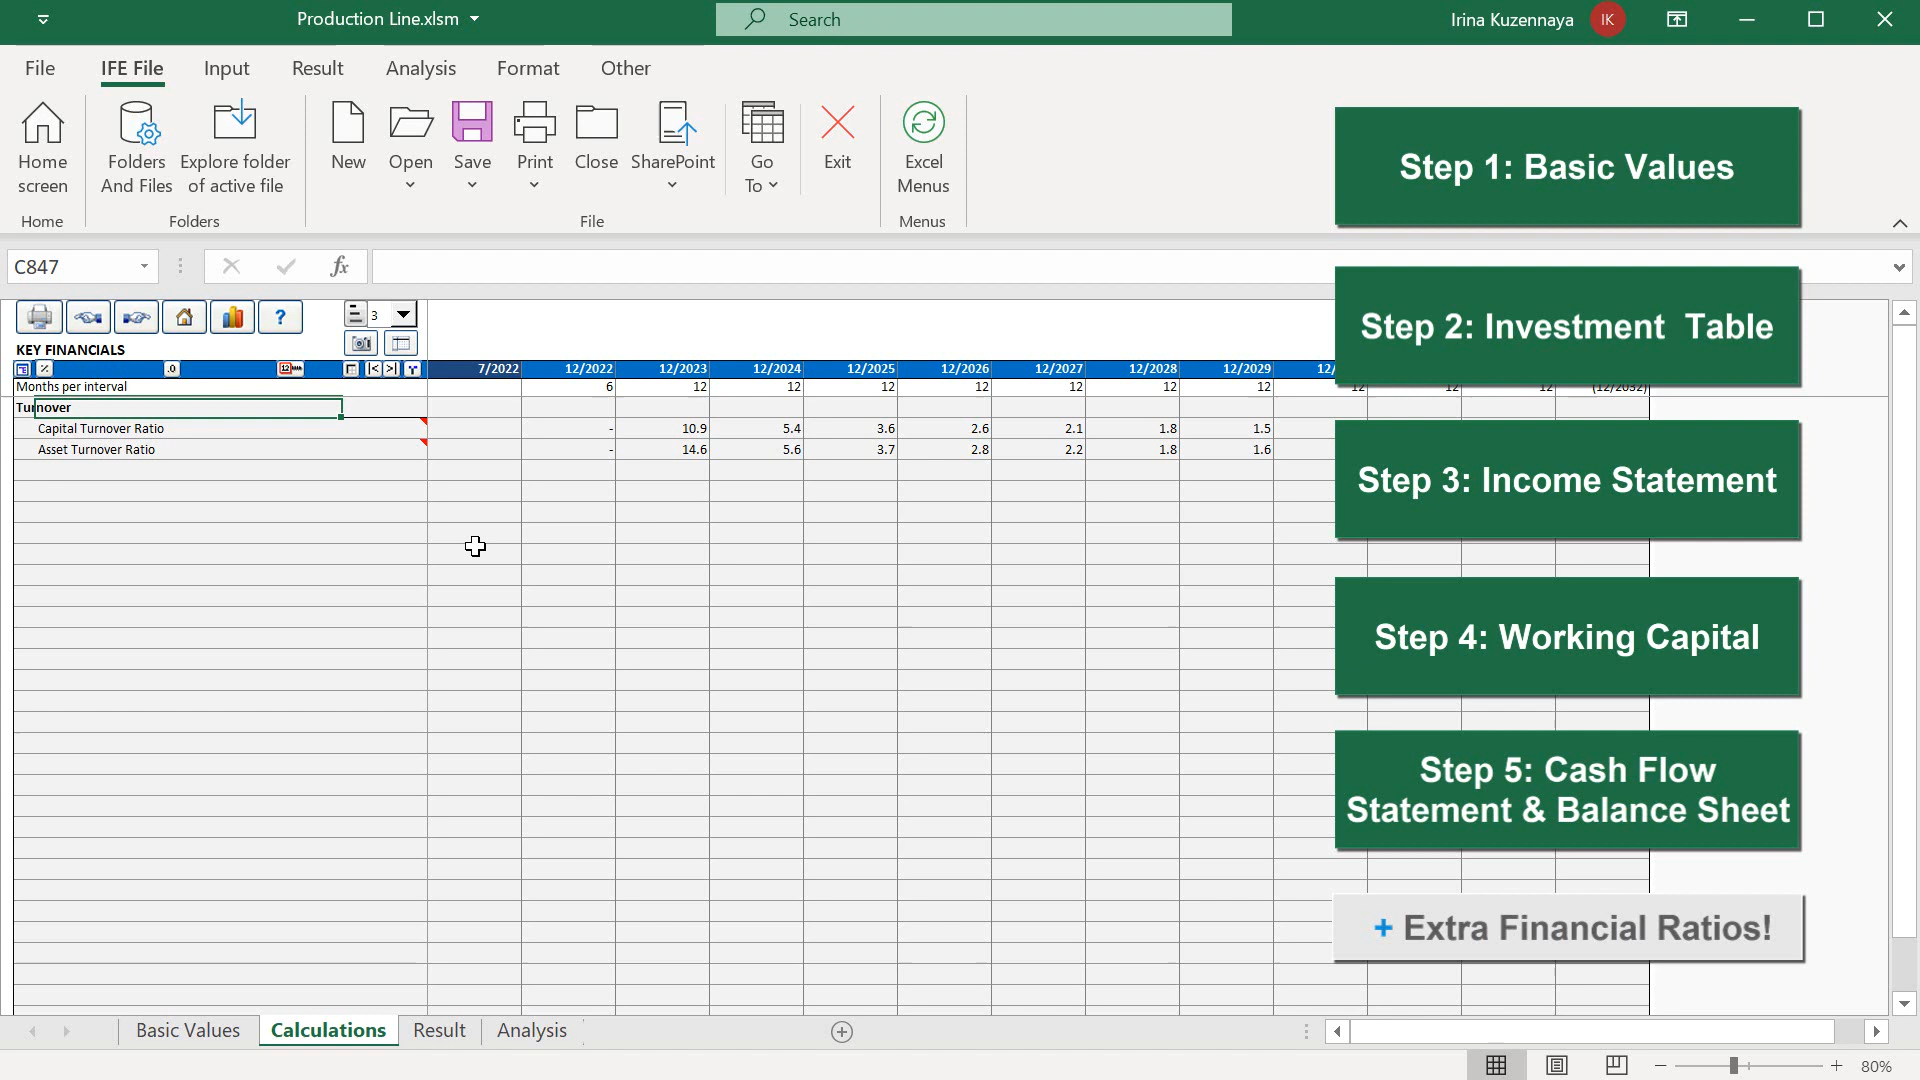 Production Line.xlsm
Search
Irina Kuzennaya
IK
File
IFE File
Input
Result
Analysis
Format
Other
Home screen
Folders And Files
Explore folder of active file
New
Open
Save
Print
Close
SharePoint
Go To
Exit
Excel Menus
Home
Folders
File
Menus
C847
fx
3
?
KEY FINANCIALS
% .0 12 |< >| 7/2022 12/2022 12/2023 12/2024 12/2025 12/2026 12/2027 12/2028 12/2029 12/
Months per interval 6 12 12 12 12 12 12 12 12 12 12 (12/2032)
Turnover
Capital Turnover Ratio - 10.9 5.4 3.6 2.6 2.1 1.8 1.5
Asset Turnover Ratio - 14.6 5.6 3.7 2.8 2.2 1.8 1.6
Step 1: Basic Values
Step 2: Investment Table
Step 3: Income Statement
Step 4: Working Capital
Step 5: Cash Flow
Statement & Balance Sheet
+ Extra Financial Ratios!
Basic Values
Calculations
Result
Analysis
80%